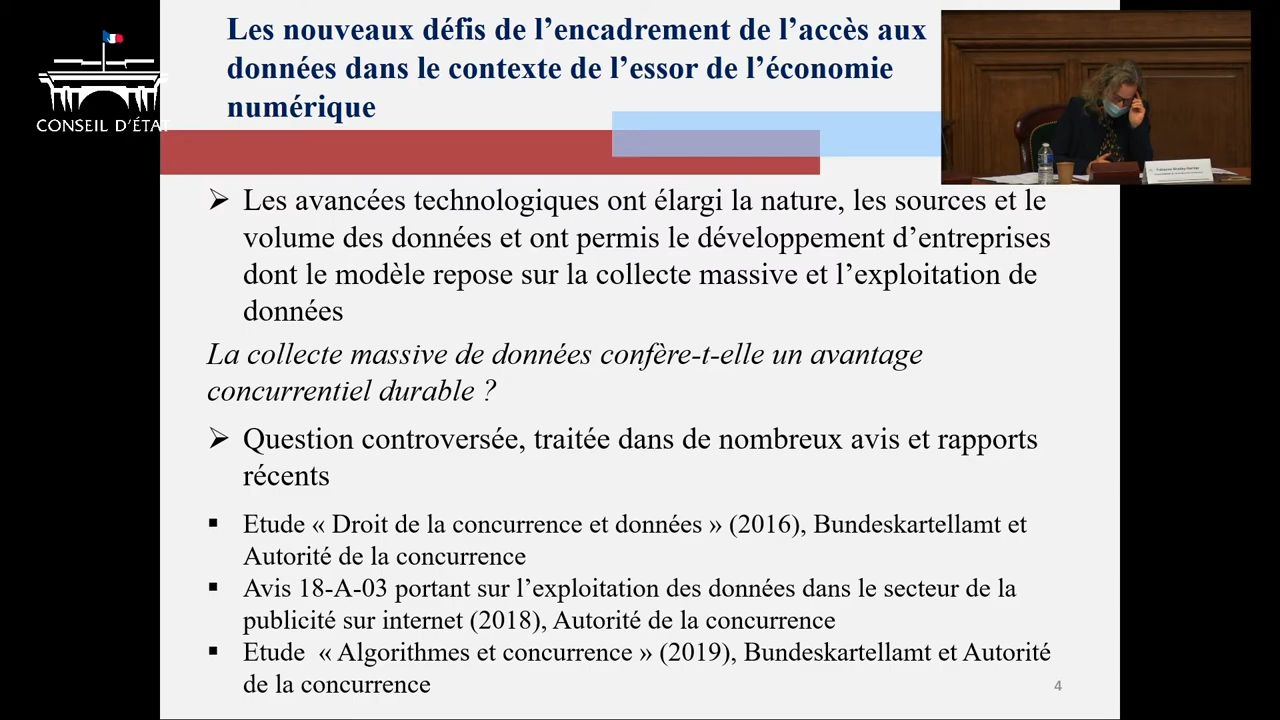 Les nouveaux défis de l’encadrement de l’accès aux
données dans le contexte de l’essor de l’économie
numérique
CONSEIL D’ÉTAT
➢ Les avancées technologiques ont élargi la nature, les sources et le
volume des données et ont permis le développement d’entreprises
dont le modèle repose sur la collecte massive et l’exploitation de
données
La collecte massive de données confère-t-elle un avantage
concurrentiel durable ?
➢ Question controversée, traitée dans de nombreux avis et rapports
récents
▪ Etude « Droit de la concurrence et données » (2016), Bundeskartellamt et
Autorité de la concurrence
▪ Avis 18-A-03 portant sur l’exploitation des données dans le secteur de la
publicité sur internet (2018), Autorité de la concurrence
▪ Etude « Algorithmes et concurrence » (2019), Bundeskartellamt et Autorité
de la concurrence
4